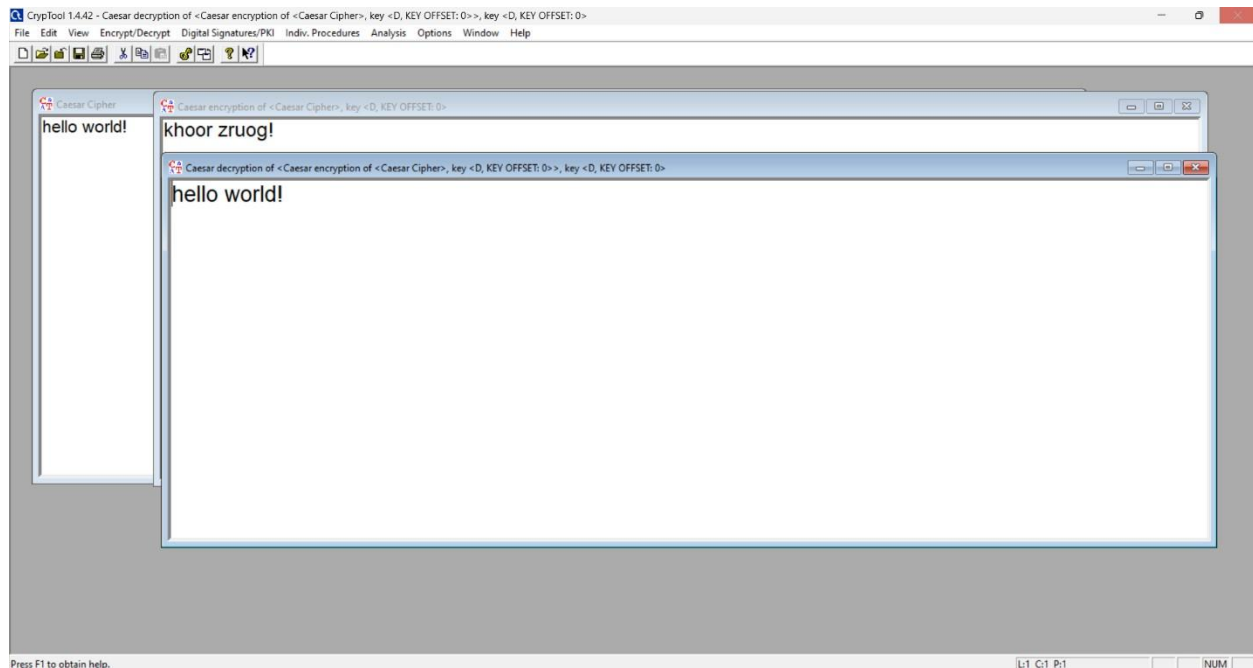 CrypTool 1.4.42 - Caesar decryption of <Caesar encryption of <Caesar Cipher>, key <D, KEY OFFSET: 0>>, key <D, KEY OFFSET: 0>
File Edit View Encrypt/Decrypt Digital Signatures/PKI Indiv. Procedures Analysis Options Window Help
Caesar Cipher
hello world!
Caesar encryption of <Caesar Cipher>, key <D, KEY OFFSET: 0>
khoor zruog!
Caesar decryption of <Caesar encryption of <Caesar Cipher>, key <D, KEY OFFSET: 0>>, key <D, KEY OFFSET: 0>
hello world!
Press F1 to obtain help.
L:1 C:1 P:1 NUM